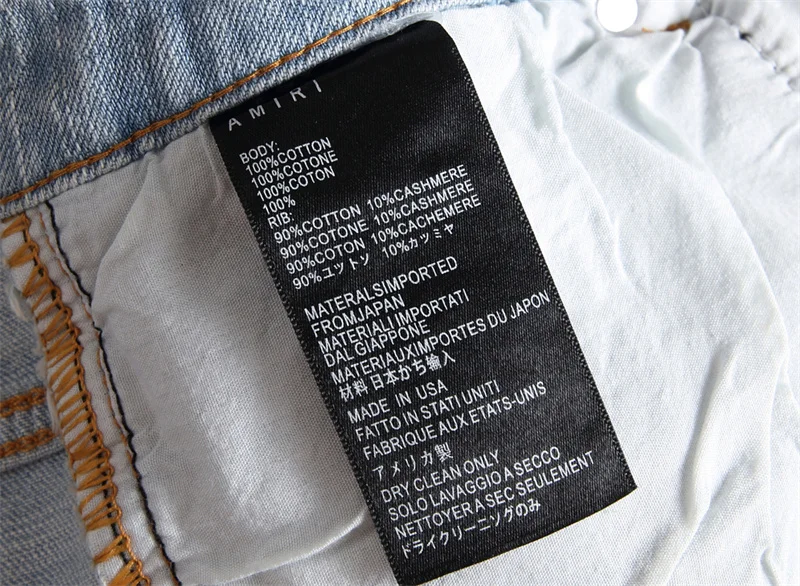 AMIRI
BODY:
100%COTTON
100%COTONE
100%COTON
100%
RIB:
90%COTTON 10%CASHMERE
90%COTONE 10%CASHMERE
90%COTON 10%CACHEMERE
90%ユットソ 10%カツミヤ
MATERALSIMPORTED
FROMJAPAN
MATERIALI IMPORTATI
DAL GIAPPONE
MATERIAUXIMPORTES DU JAPON
材料 日本かち輸入
MADE IN USA
FATTO IN STATI UNITI
FABRIQUE AUX ETATS-UNIS
アメリカ製
DRY CLEAN ONLY
SOLO LAVAGGIO A SECCO
NETTOYER A SEC SEULEMENT
ドライクリーニングのみ